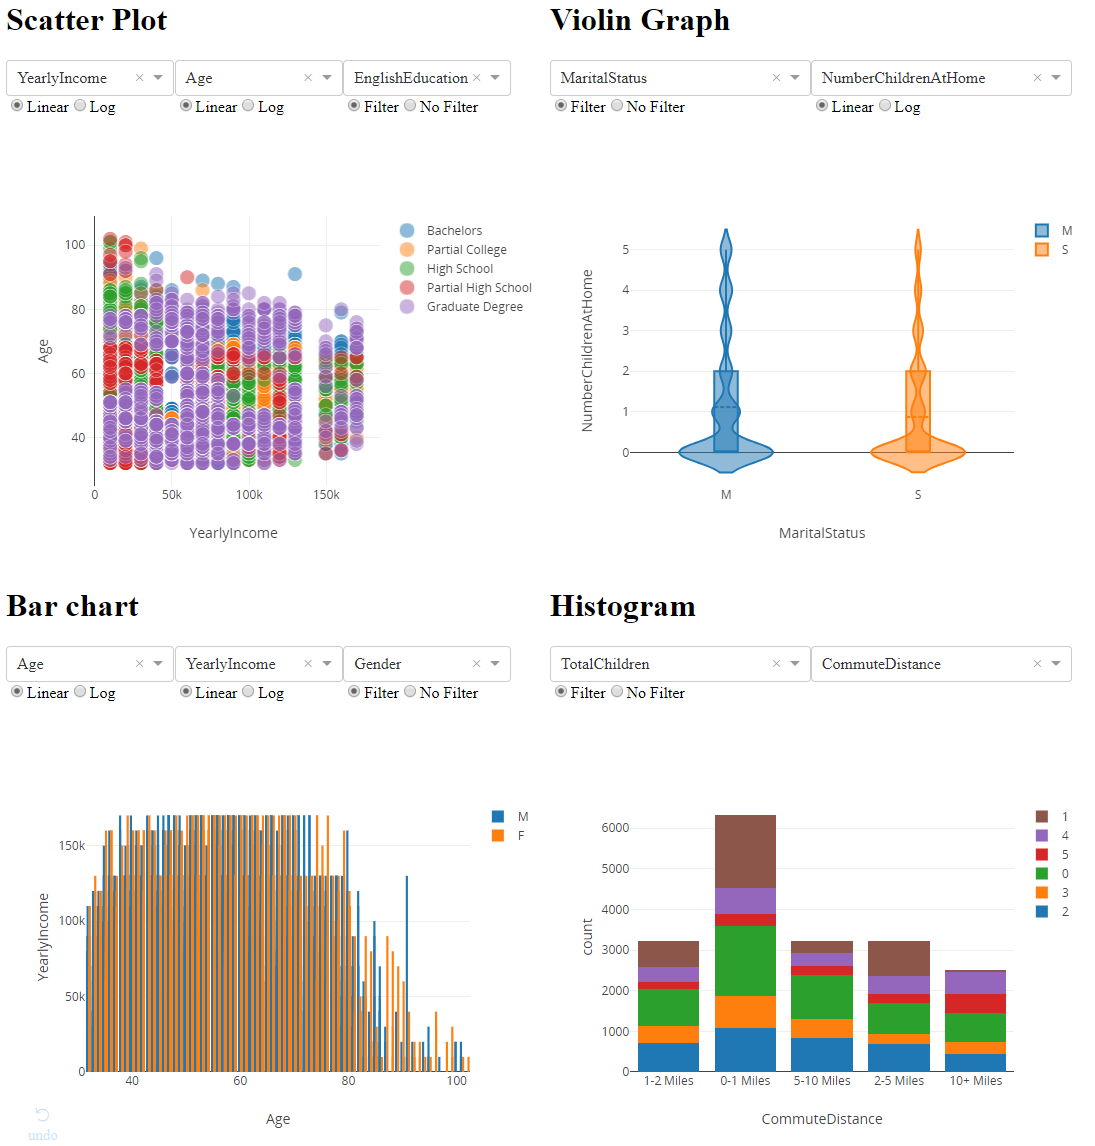 Scatter Plot
YearlyIncome × Age × EnglishEducation ×
Linear Log Linear Log Filter No Filter
100
80
60
40
0 50k 100k 150k
Age
YearlyIncome
Bachelors
Partial College
High School
Partial High School
Graduate Degree
Violin Graph
MaritalStatus × NumberChildrenAtHome ×
Filter No Filter Linear Log
5
4
3
2
1
0
M S
NumberChildrenAtHome
MaritalStatus
M
S
Bar chart
Age × YearlyIncome × Gender ×
Linear Log Linear Log Filter No Filter
150k
100k
50k
0
40 60 80 100
YearlyIncome
Age
M
F
undo
Histogram
TotalChildren × CommuteDistance ×
Filter No Filter
6000
5000
4000
3000
2000
1000
0
1-2 Miles 0-1 Miles 5-10 Miles 2-5 Miles 10+ Miles
count
CommuteDistance
1
4
5
0
3
2